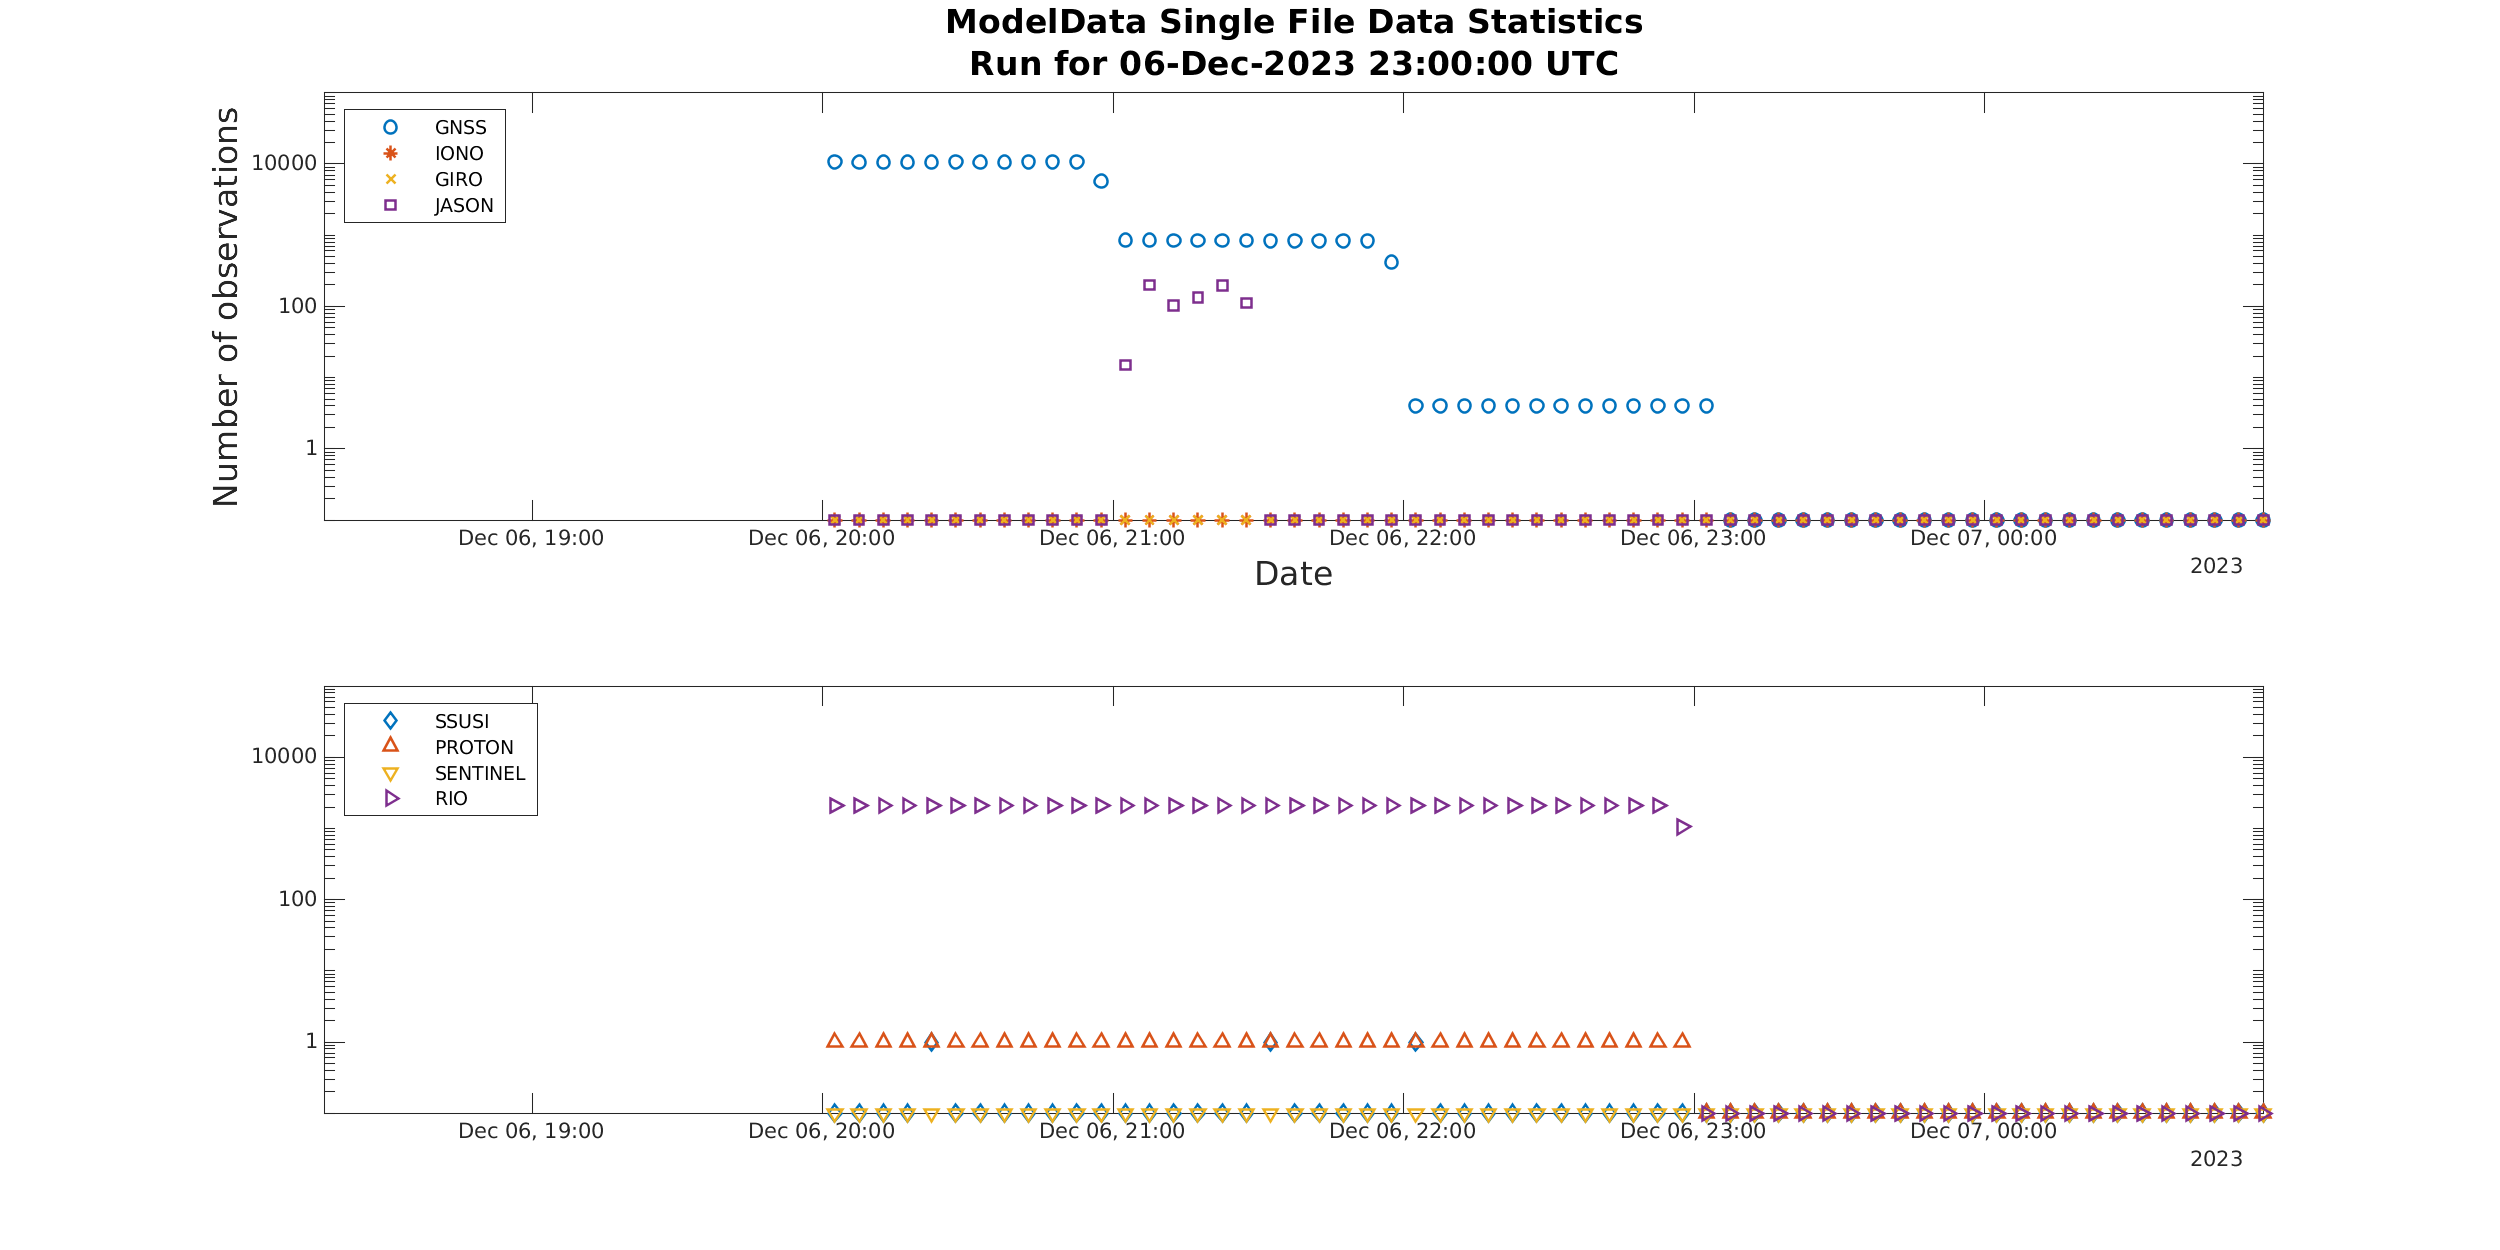 ModelData Single File Data Statistics
Run for 06-Dec-2023 23:00:00 UTC
Number of observations
10000
100
1
GNSS
IONO
GIRO
JASON
Dec 06, 19:00 Dec 06, 20:00 Dec 06, 21:00 Dec 06, 22:00 Dec 06, 23:00 Dec 07, 00:00
2023
Date
10000
100
1
SSUSI
PROTON
SENTINEL
RIO
Dec 06, 19:00 Dec 06, 20:00 Dec 06, 21:00 Dec 06, 22:00 Dec 06, 23:00 Dec 07, 00:00
2023